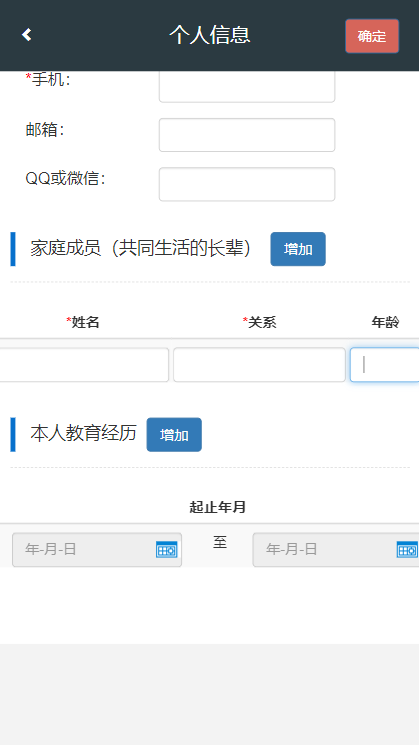 个人信息 确定
*手机：
邮箱：
QQ或微信：
家庭成员（共同生活的长辈） 增加
*姓名 *关系 年龄
本人教育经历 增加
起止年月
年-月-日 至 年-月-日